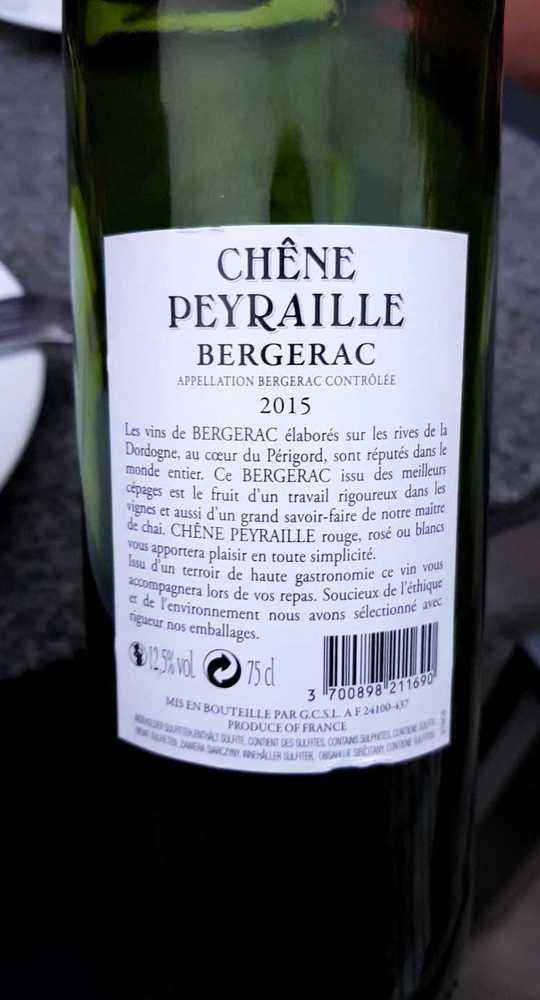 CHÊNE
PEYRAILLE
BERGERAC
APPELLATION BERGERAC CONTRÔLÉE
2015
Les vins de BERGERAC élaborés sur les rives de la
Dordogne, au cœur du Périgord, sont réputés dans le
monde entier. Ce BERGERAC issu des meilleurs
cépages est le fruit d'un travail rigoureux dans les
vignes et aussi d'un grand savoir-faire de notre maître
de chai. CHÊNE PEYRAILLE rouge, rosé ou blancs
vous apportera plaisir en toute simplicité.
Issu d'un terroir de haute gastronomie ce vin vous
accompagnera lors de vos repas. Soucieux de l'éthique
et de l'environnement nous avons sélectionné avec
rigueur nos emballages.
12,5% vol. 75 cl
3 700898 211690
MIS EN BOUTEILLE PAR G.C.S.L. A F 24100-437
PRODUCE OF FRANCE
SULFITTER, ENTHÄLT SULFITE, CONTIENT DES SULFITES, CONTAINS SULPHITES, CONTIENE
INNEHÅLLER SULFITER,